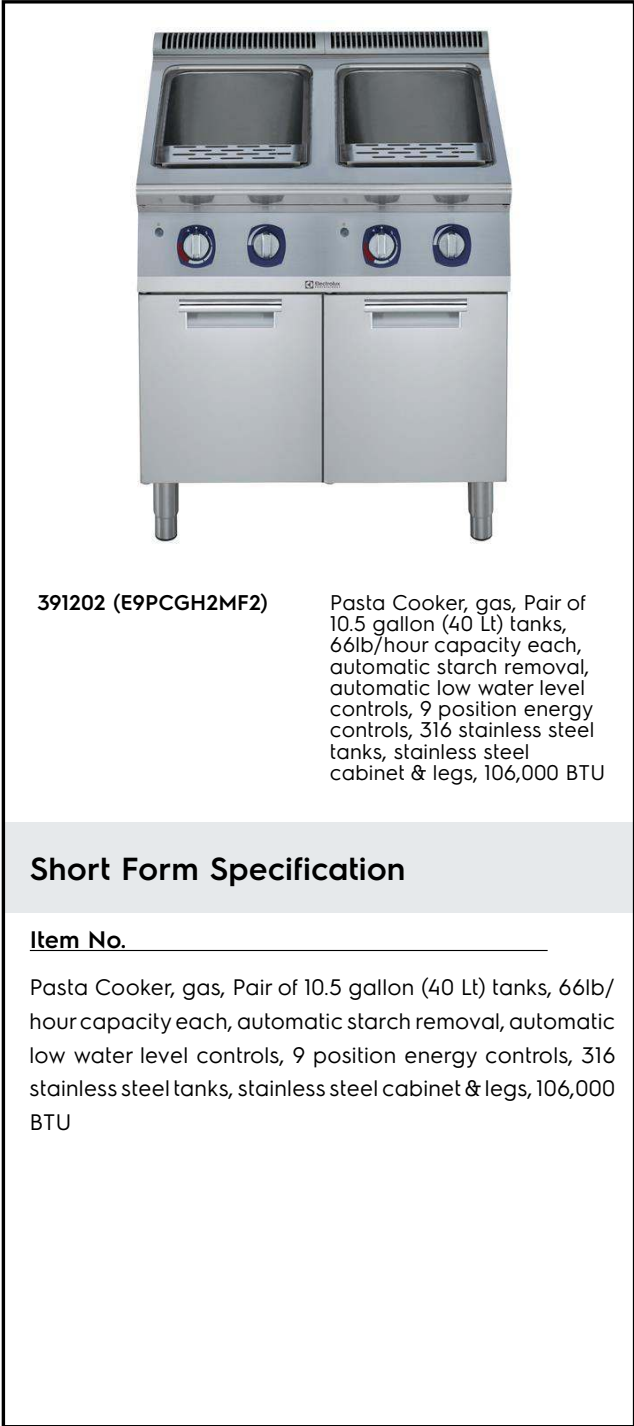 Electrolux
391202 (E9PCGH2MF2)
Pasta Cooker, gas, Pair of
10.5 gallon (40 Lt) tanks,
66lb/hour capacity each,
automatic starch removal,
automatic low water level
controls, 9 position energy
controls, 316 stainless steel
tanks, stainless steel
cabinet & legs, 106,000 BTU
Short Form Specification
Item No.
Pasta Cooker, gas, Pair of 10.5 gallon (40 Lt) tanks, 66lb/
hour capacity each, automatic starch removal, automatic
low water level controls, 9 position energy controls, 316
stainless steel tanks, stainless steel cabinet & legs, 106,000
BTU